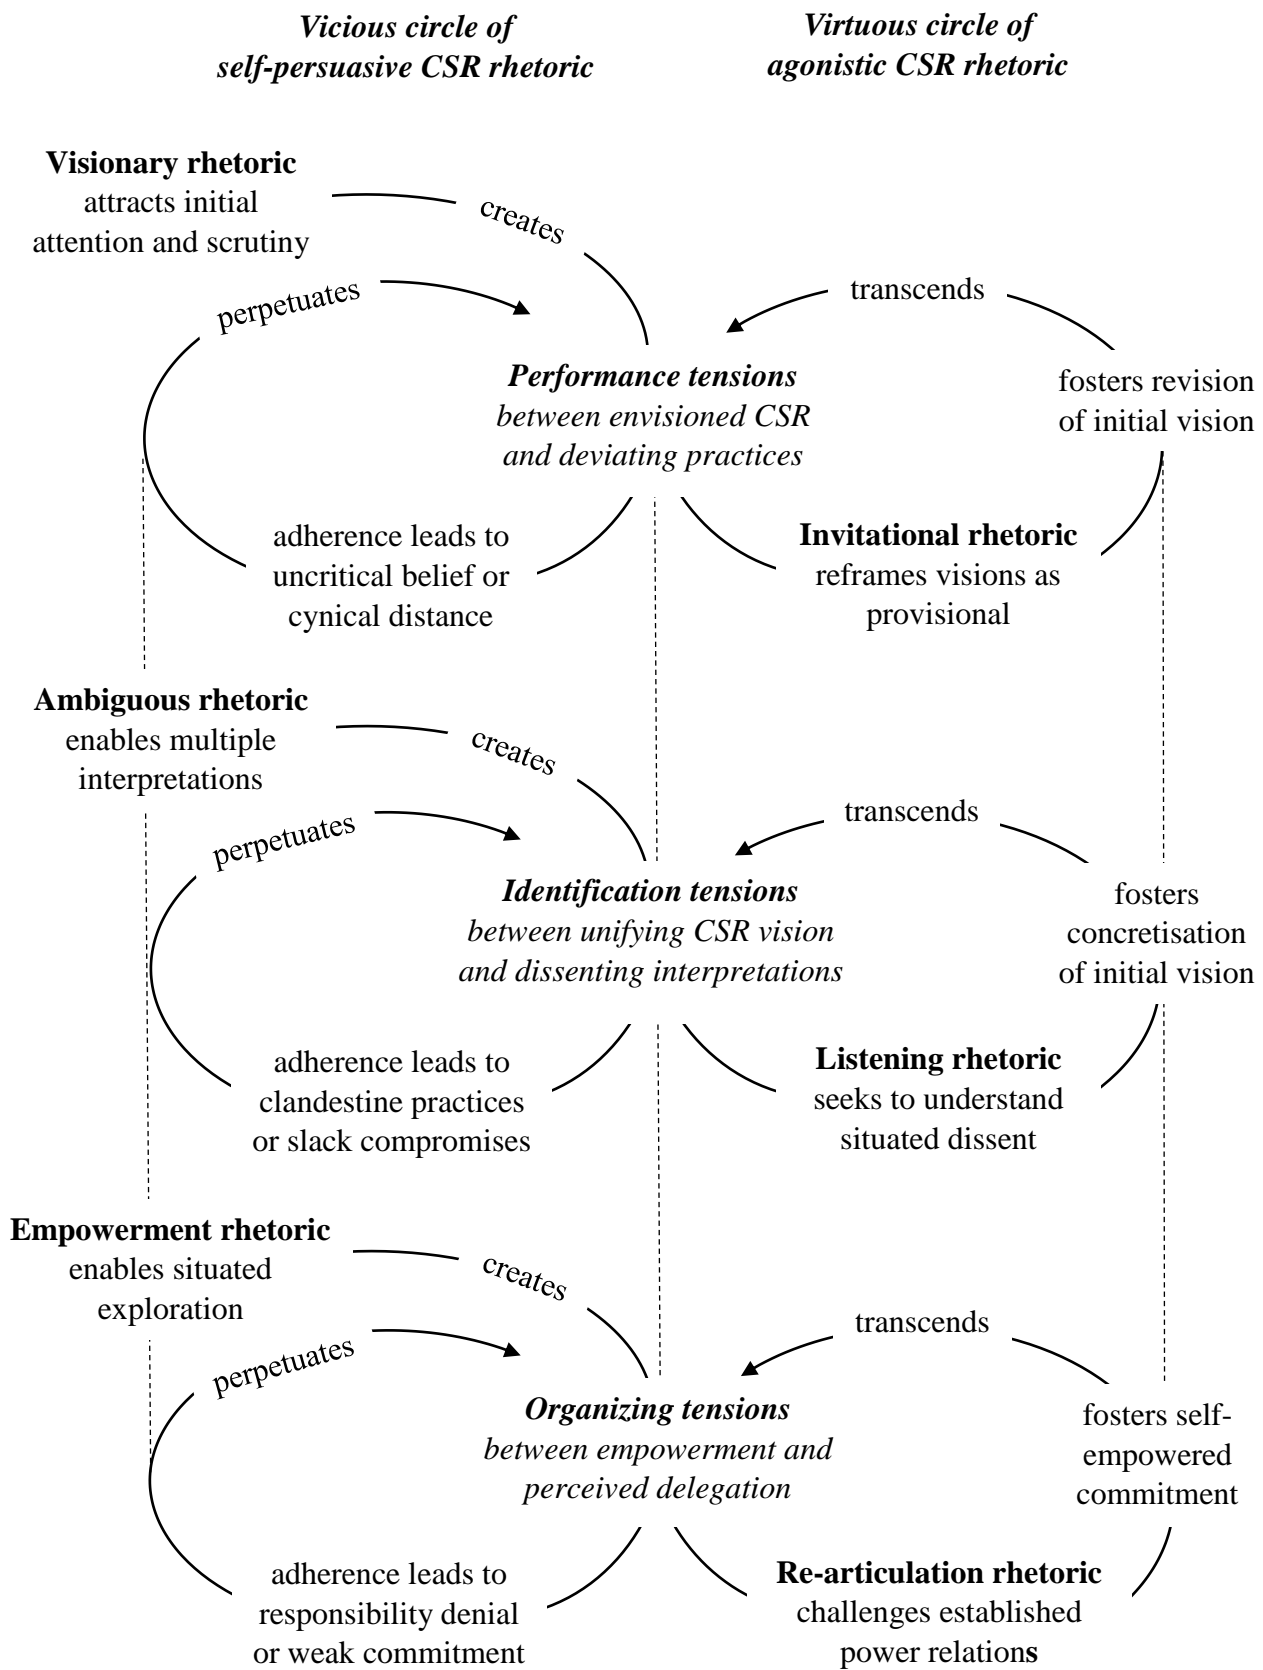 Vicious circle of
self-persuasive CSR rhetoric
Virtuous circle of
agonistic CSR rhetoric
Visionary rhetoric
attracts initial
attention and scrutiny
creates
perpetuates
transcends
Performance tensions
between envisioned CSR
and deviating practices
fosters revision
of initial vision
adherence leads to
uncritical belief or
cynical distance
Invitational rhetoric
reframes visions as
provisional
Ambiguous rhetoric
enables multiple
interpretations
creates
perpetuates
transcends
Identification tensions
between unifying CSR vision
and dissenting interpretations
fosters
concretisation
of initial vision
adherence leads to
clandestine practices
or slack compromises
Listening rhetoric
seeks to understand
situated dissent
Empowerment rhetoric
enables situated
exploration
creates
perpetuates
transcends
Organizing tensions
between empowerment and
perceived delegation
fosters self-
empowered
commitment
adherence leads to
responsibility denial
or weak commitment
Re-articulation rhetoric
challenges established
power relations